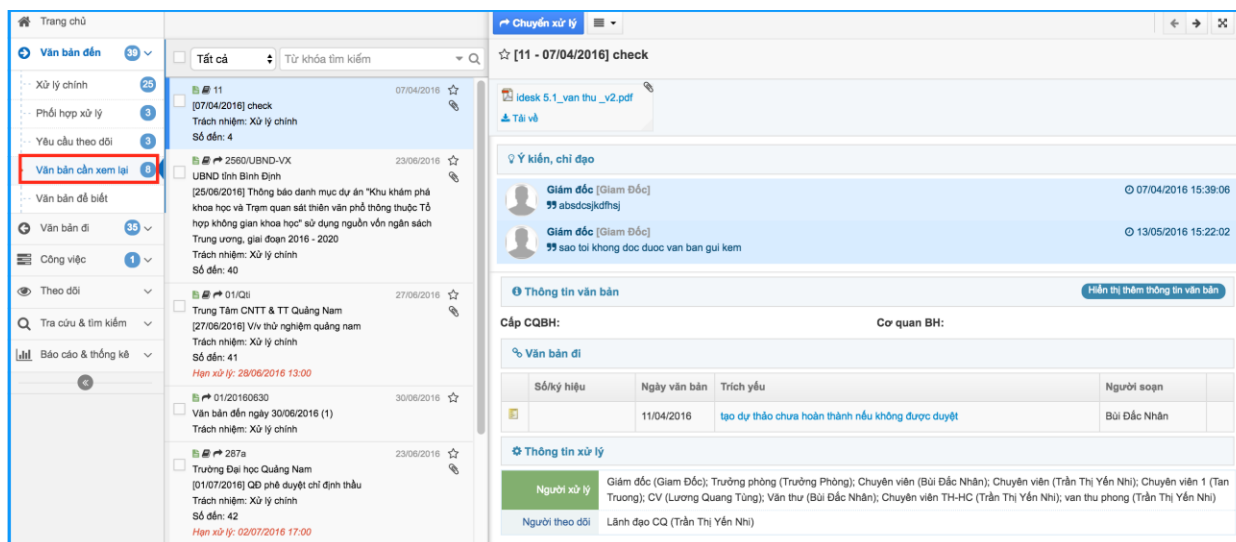 Trang chủ
Văn bản đến 39
Xử lý chính 25
Phối hợp xử lý 3
Yêu cầu theo dõi 3
Văn bản cần xem lại 8
Văn bản để biết
Văn bản đi 35
Công việc 1
Theo dõi
Tra cứu & tìm kiếm
Báo cáo & thống kê
Tất cả Từ khóa tìm kiếm
11 07/04/2016
[07/04/2016] check
Trách nhiệm: Xử lý chính
Số đến: 4
2560/UBND-VX 23/06/2016
UBND tỉnh Bình Định
[25/06/2016] Thông báo danh mục dự án "Khu khám phá
khoa học và Trạm quan sát thiên văn phổ thông thuộc Tổ
hợp không gian khoa học" sử dụng nguồn vốn ngân sách
Trung ương, giai đoạn 2016 - 2020
Trách nhiệm: Xử lý chính
Số đến: 40
01/Qti 27/06/2016
Trung Tâm CNTT & TT Quảng Nam
[27/06/2016] V/v thử nghiệm quảng nam
Trách nhiệm: Xử lý chính
Số đến: 41
Hạn xử lý: 28/06/2016 13:00
01/20160630 30/06/2016
Văn bản đến ngày 30/06/2016 (1)
Trách nhiệm: Xử lý chính
287a 23/06/2016
Trường Đại học Quảng Nam
[01/07/2016] QĐ phê duyệt chỉ định thầu
Trách nhiệm: Xử lý chính
Số đến: 42
Hạn xử lý: 02/07/2016 17:00
Chuyển xử lý
[11 - 07/04/2016] check
idesk 5.1_van thu _v2.pdf
Tải về
Ý kiến, chỉ đạo
Giám đốc [Giam Đốc] 07/04/2016 15:39:06
absdcsjkdfhsj
Giám đốc [Giam Đốc] 13/05/2016 15:22:02
sao toi khong doc duoc van ban gui kem
Thông tin văn bản Hiển thị thêm thông tin văn bản
Cấp CQBH: Cơ quan BH:
Văn bản đi
Số/ký hiệu Ngày văn bản Trích yếu Người soạn
11/04/2016 tạo dự thảo chưa hoàn thành nếu không được duyệt Bùi Đắc Nhân
Thông tin xử lý
Người xử lý Giám đốc (Giam Đốc); Trưởng phòng (Trưởng Phòng); Chuyên viên (Bùi Đắc Nhân); Chuyên viên (Trần Thị Yến Nhi); Chuyên viên 1 (Tan
Truong); CV (Lương Quang Tùng); Văn thư (Bùi Đắc Nhân); Chuyên viên TH-HC (Trần Thị Yến Nhi); van thu phong (Trần Thị Yến Nhi)
Người theo dõi Lãnh đạo CQ (Trần Thị Yến Nhi)